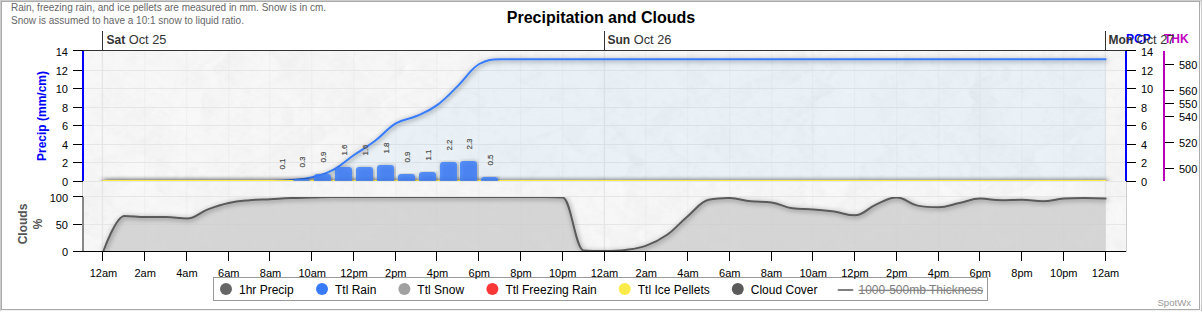 Rain, freezing rain, and ice pellets are measured in mm. Snow is in cm.
Snow is assumed to have a 10:1 snow to liquid ratio.
Precipitation and Clouds
Sat Oct 25
Sun Oct 26
Mon Oct 27
PCP
THK
Precip (mm/cm)
14
12
10
8
6
4
2
0
0.1
0.3
0.9
1.6
1.8
0.9
1.1
2.2
2.3
0.5
14
12
10
8
6
4
2
0
580
560
550
540
520
500
Clouds
%
100
50
0
12am 2am 4am 6am 8am 10am 12pm 2pm 4pm 6pm 8pm 10pm 12am 2am 4am 6am 8am 10am 12pm 2pm 4pm 6pm 8pm 10pm 12am
1hr Precip Ttl Rain Ttl Snow Ttl Freezing Rain Ttl Ice Pellets Cloud Cover 1000-500mb Thickness
SpotWx